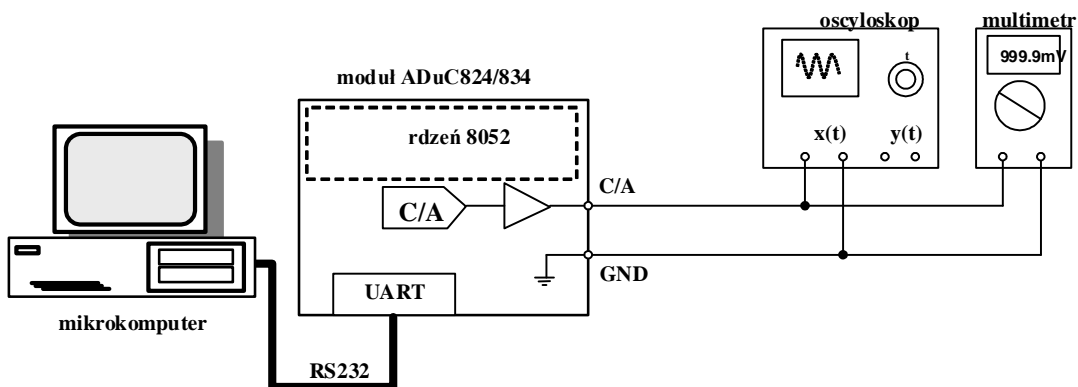 oscyloskop
multimetr
moduł ADuC824/834
t
999.9mV
rdzeń 8052
x(t)
y(t)
C/A
C/A
GND
UART
mikrokomputer
RS232